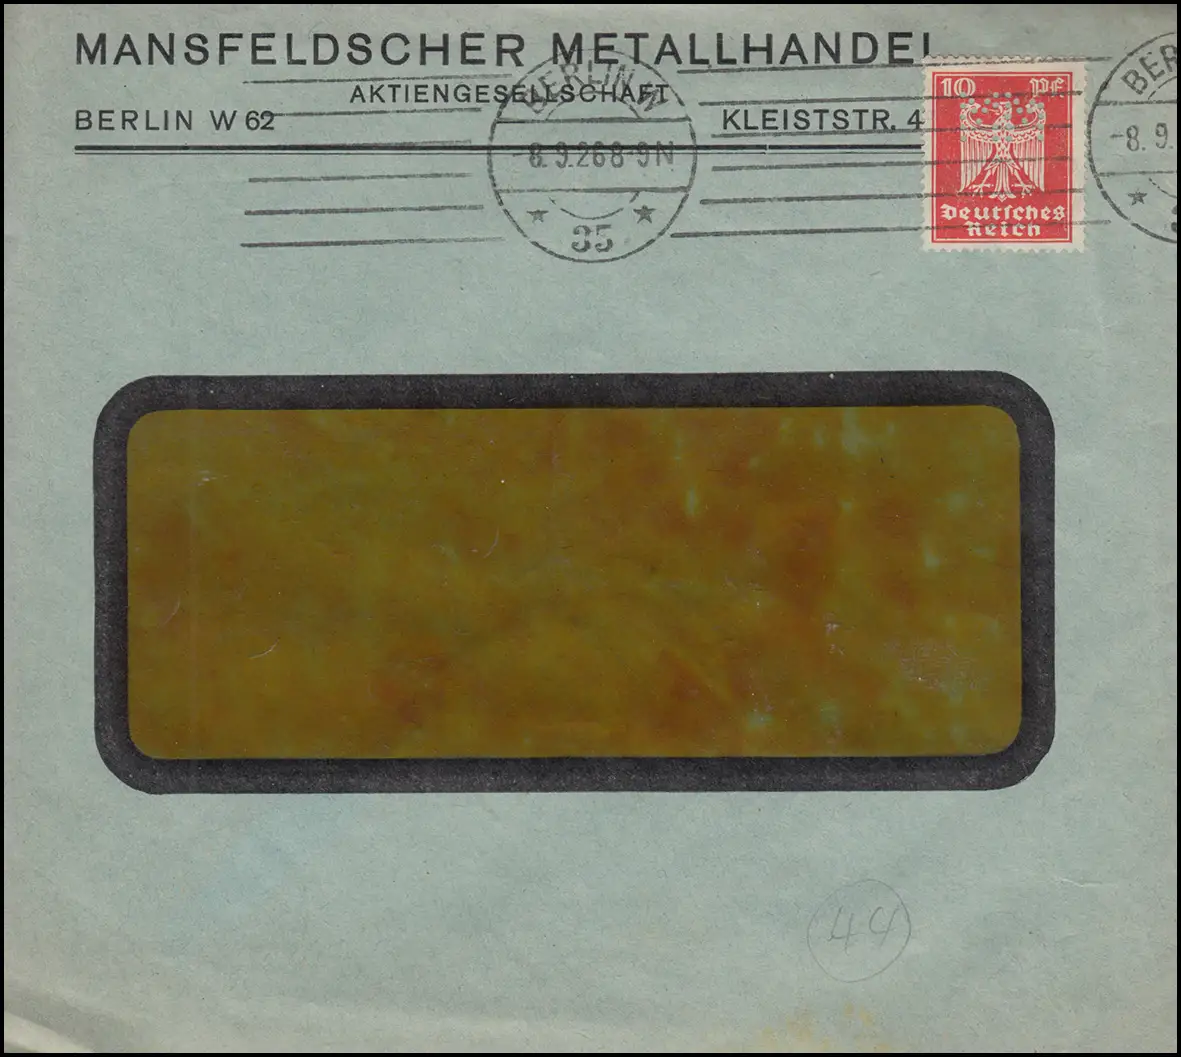 MANSFELDSCHER METALLHANDEL
AKTIENGESELLSCHAFT
BERLIN W 62
KLEISTSTR. 4
BERLIN W
-8.9.26 8-9N
35
10 Pf
Deutsches
Reich
BER
-8.9.
44